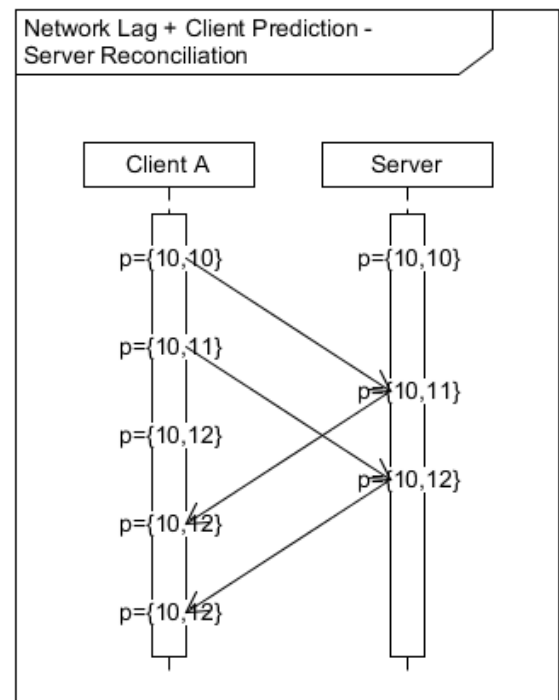 Network Lag + Client Prediction -
Server Reconciliation
Client A
Server
p={10,10}
p={10,10}
p={10,11}
p={10,11}
p={10,12}
p={10,12}
p={10,12}
p={10,12}